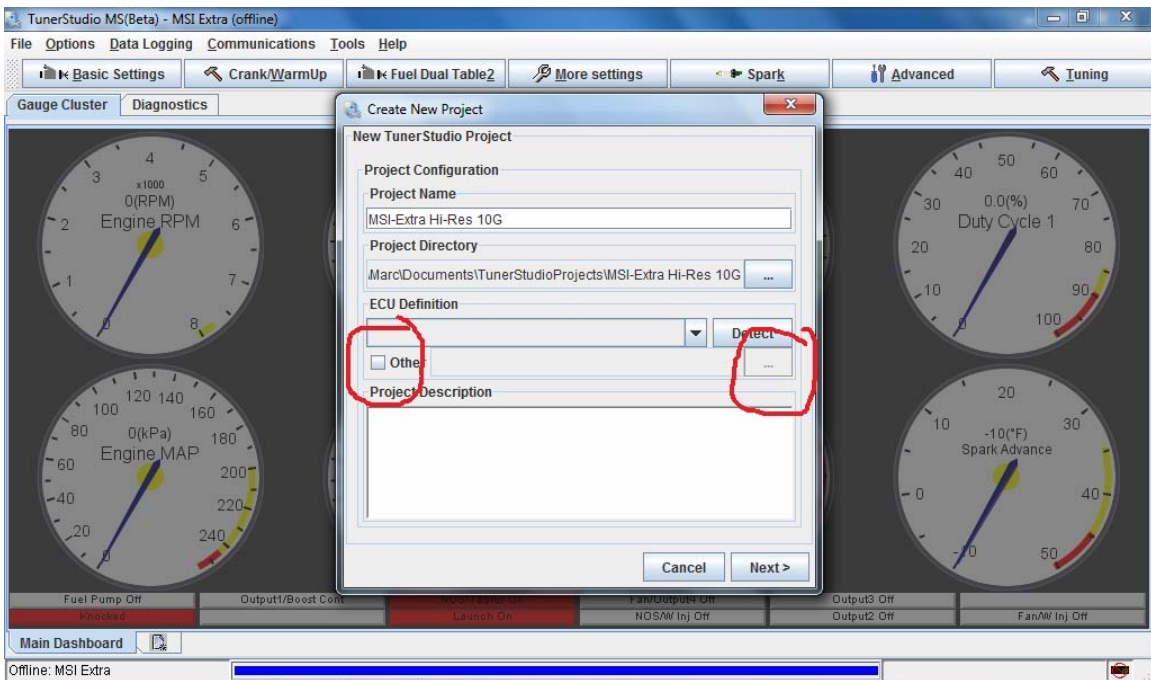 TunerStudio MS(Beta) - MSI Extra (offline)
File Options Data Logging Communications Tools Help
Basic Settings Crank/WarmUp Fuel Dual Table2 More settings Spark Advanced Tuning
Gauge Cluster Diagnostics
Create New Project
New TunerStudio Project
Project Configuration
Project Name
MSI-Extra Hi-Res 10G
Project Directory
Marc\Documents\TunerStudioProjects\MSI-Extra Hi-Res 10G ...
ECU Definition
Detect
Other ...
Project Description
Cancel Next >
0 1 2 3 4 5 6 7 8
x1000
0(RPM)
Engine RPM
0 10 20 30 40 50 60 70 80 90 100
0.0(%)
Duty Cycle 1
0 20 40 60 80 100 120 140 160 180 200 220 240
0(kPa)
Engine MAP
-10 0 10 20 30 40 50
-10(°F)
Spark Advance
Fuel Pump Off Output1/Boost Cont Fan/Output4 Off Output3 Off
Knocked Launch On NOS/W Inj Off Output2 Off Fan/W Inj Off
Main Dashboard
Offline: MSI Extra